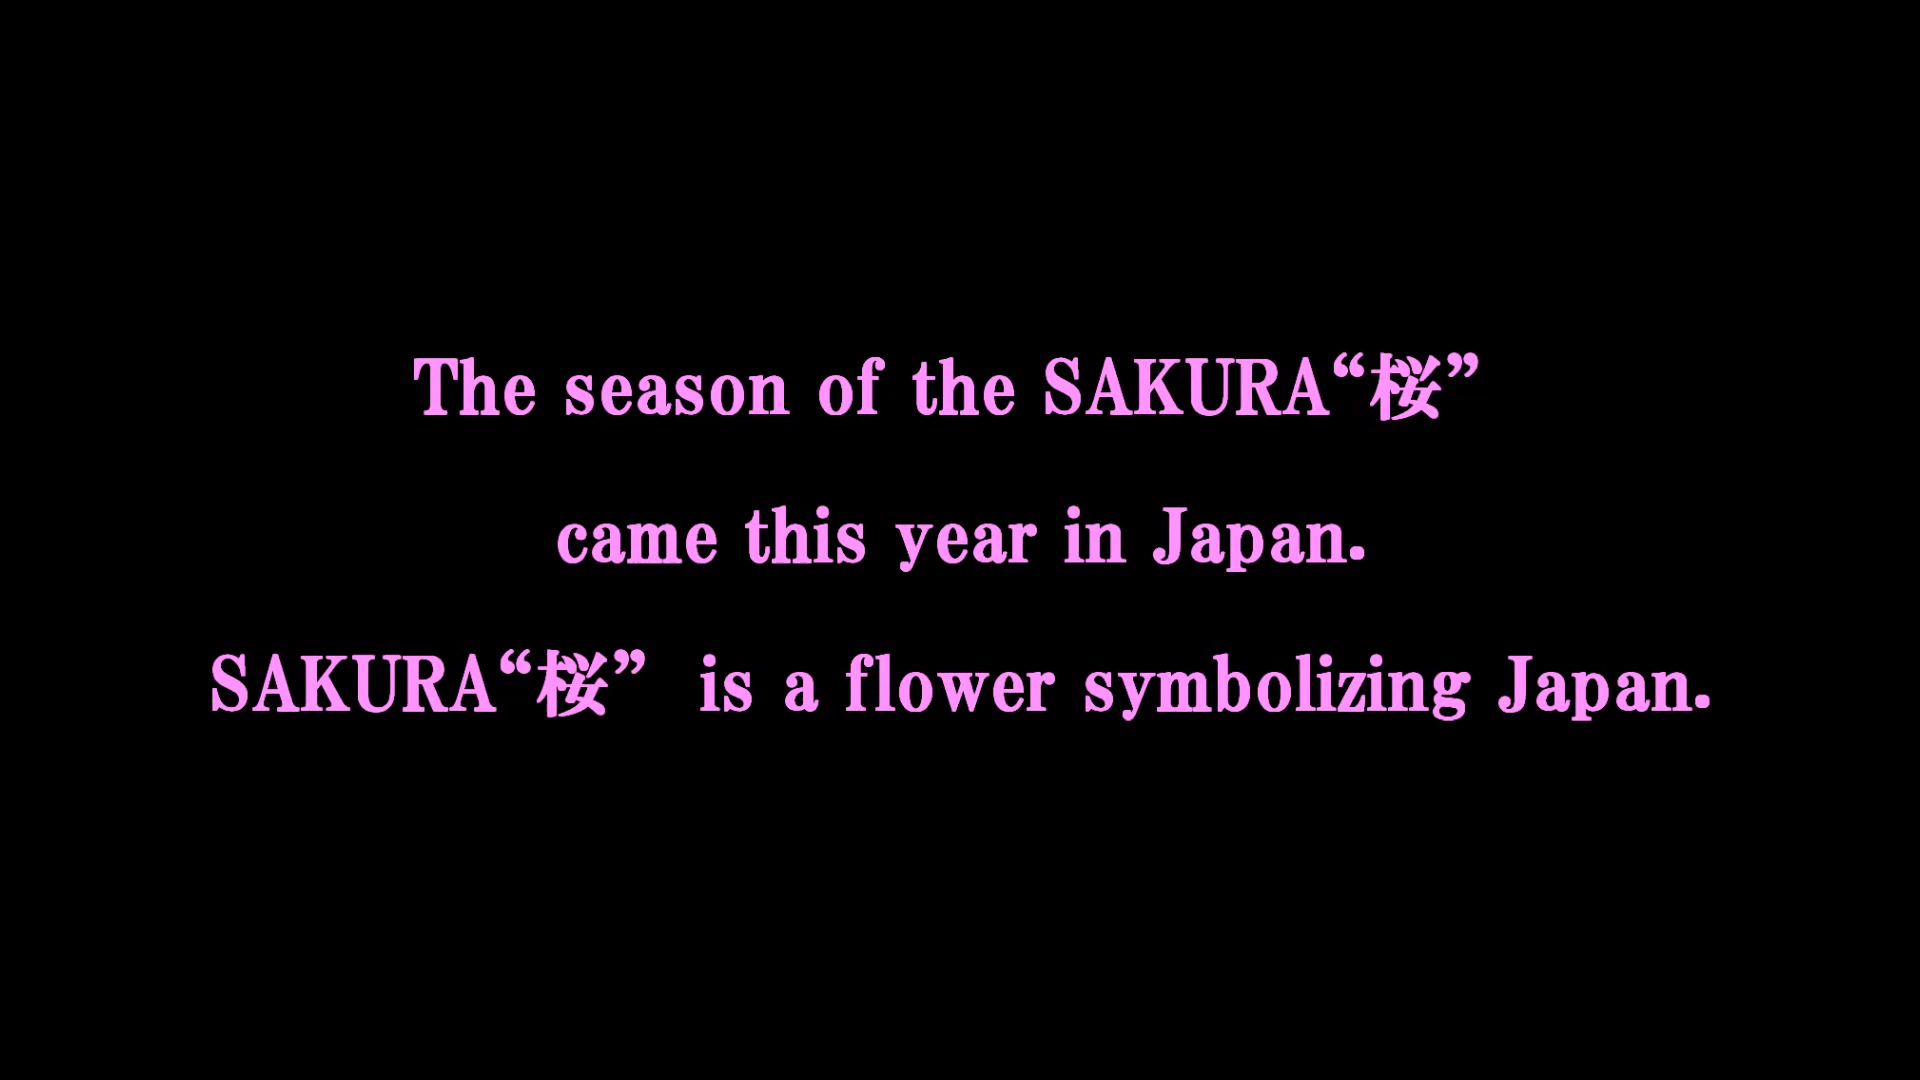 The season of the SAKURA“桜”
came this year in Japan.
SAKURA“桜” is a flower symbolizing Japan.